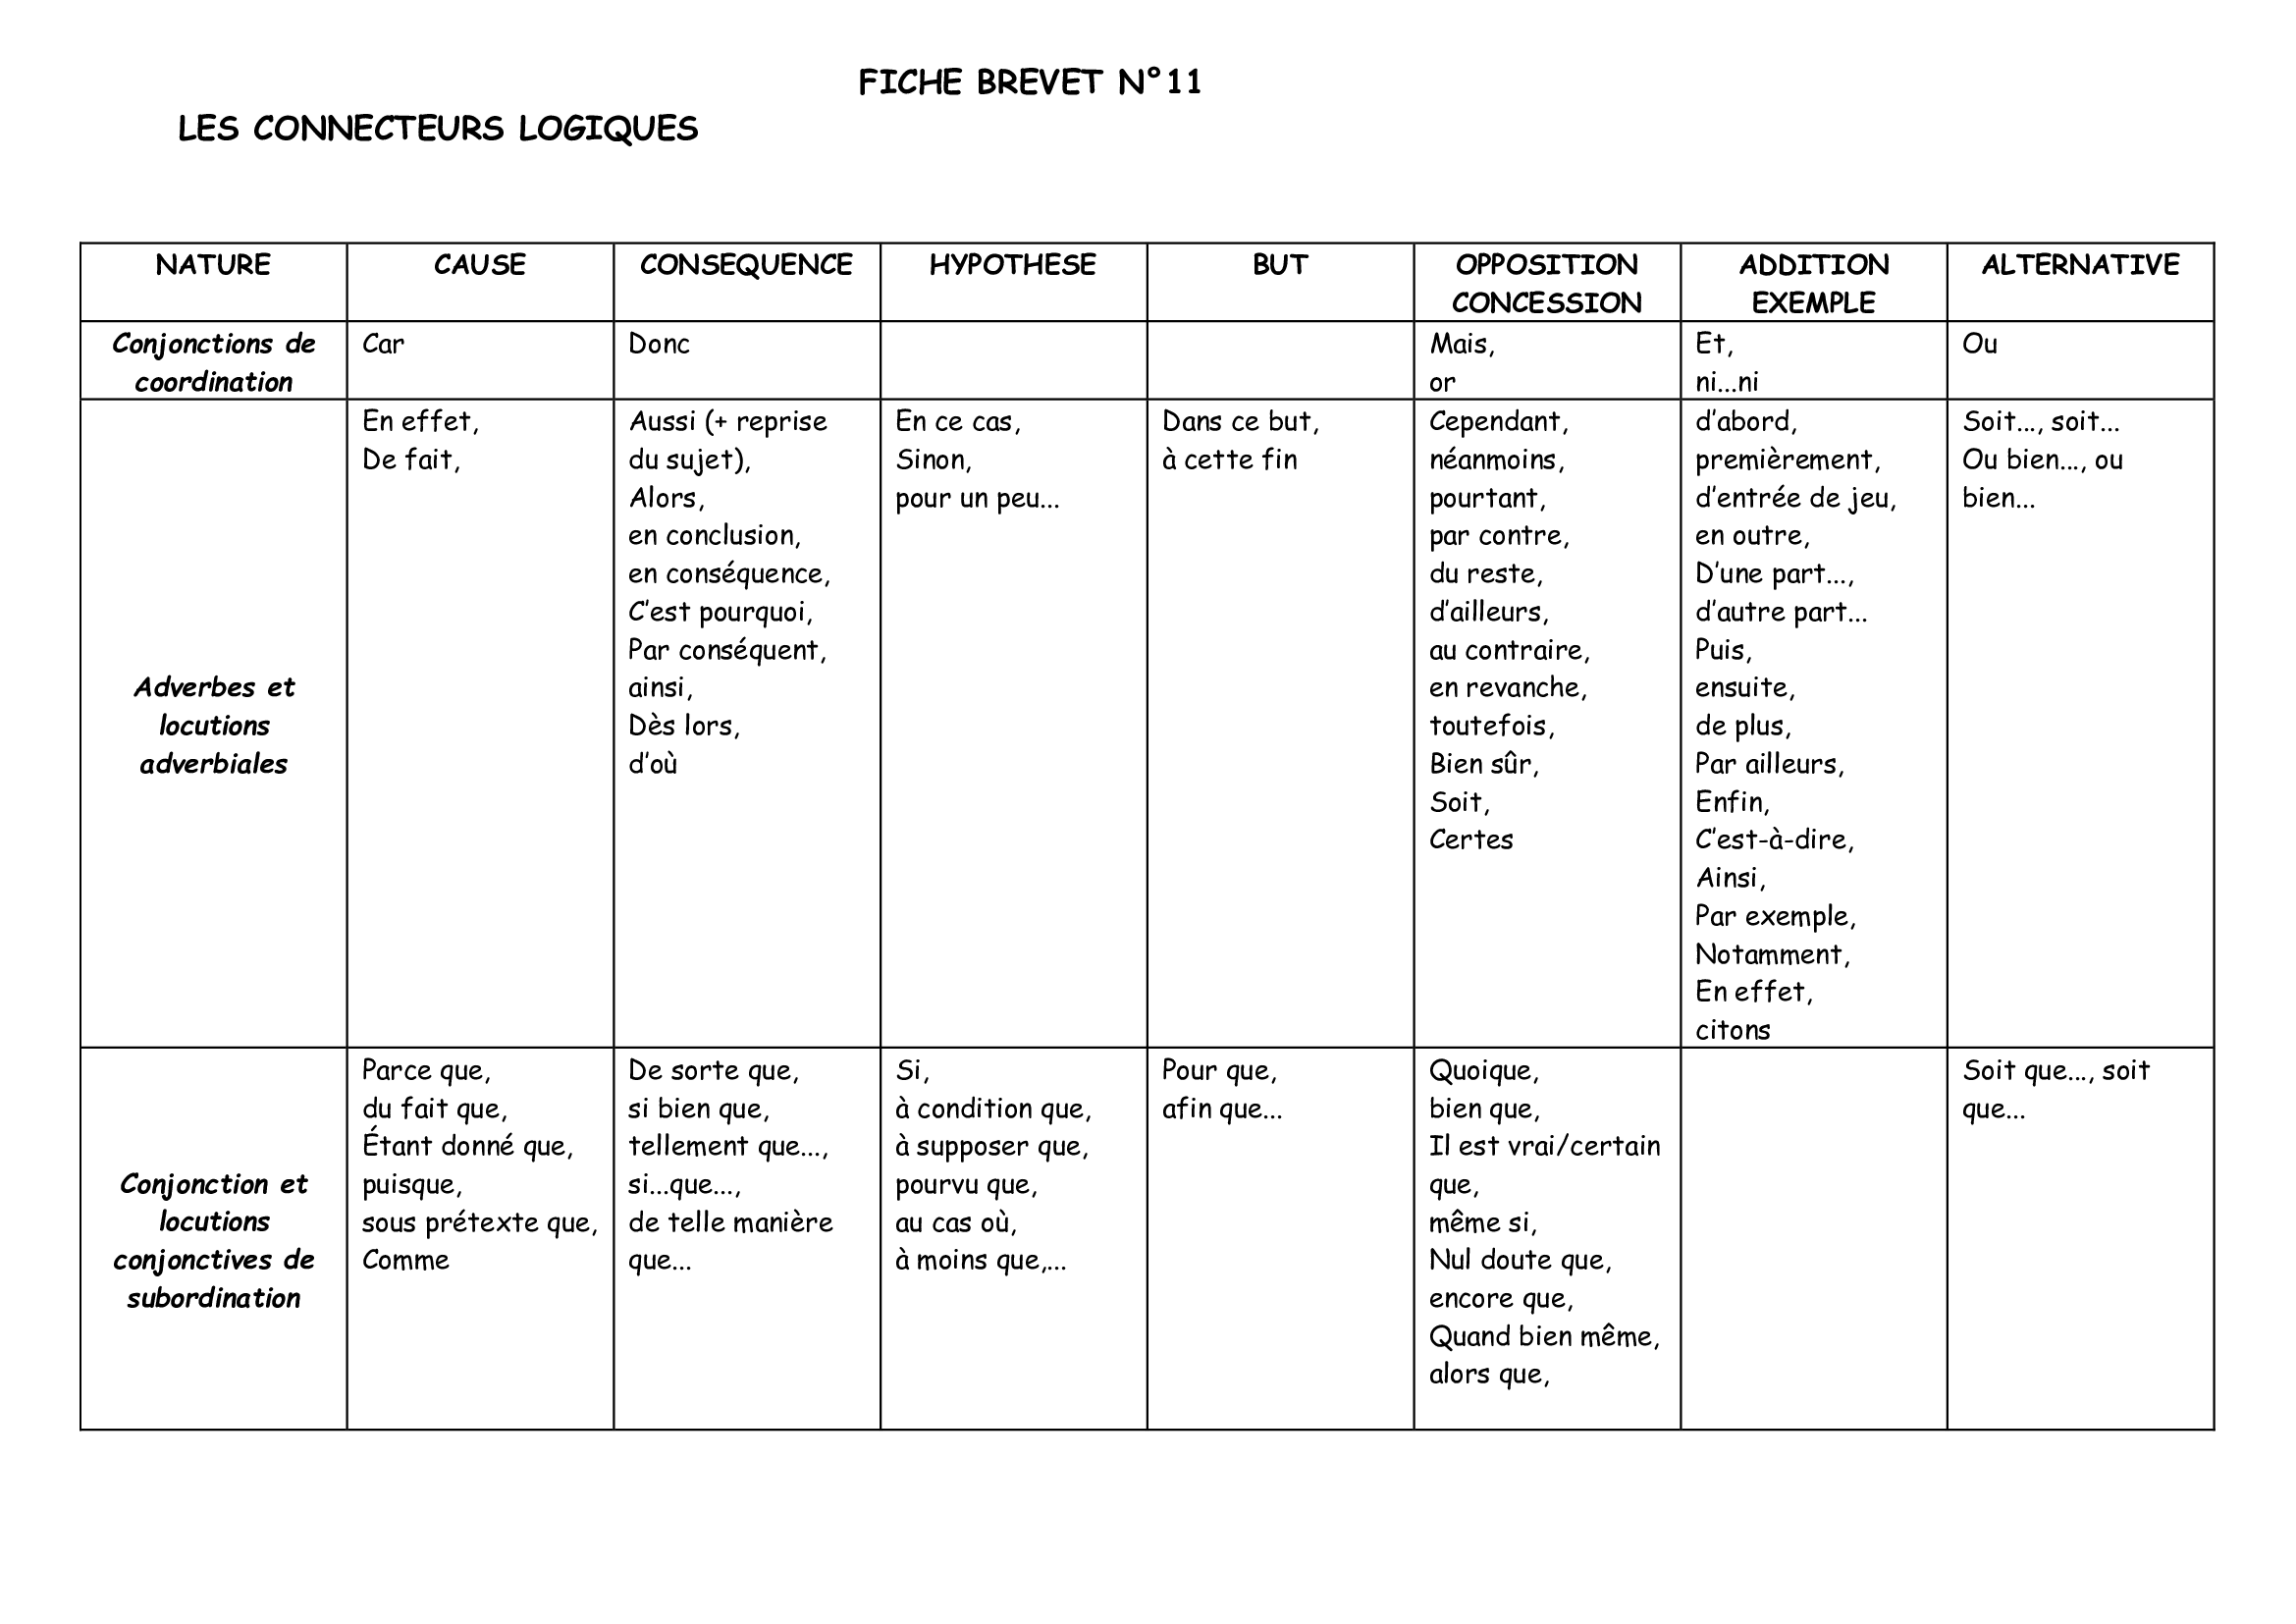 FICHE BREVET N°11
LES CONNECTEURS LOGIQUES
NATURE
CAUSE
CONSEQUENCE
HYPOTHESE
BUT
OPPOSITION
CONCESSION
ADDITION
EXEMPLE
ALTERNATIVE
Conjonctions de
coordination
Car
Donc
Mais,
or
Et,
ni...ni
Ou
Adverbes et
locutions
adverbiales
En effet,
De fait,
Aussi (+ reprise
du sujet),
Alors,
en conclusion,
en conséquence,
C'est pourquoi,
Par conséquent,
ainsi,
Dès lors,
d'où
En ce cas,
Sinon,
pour un peu...
Dans ce but,
à cette fin
Cependant,
néanmoins,
pourtant,
par contre,
du reste,
d'ailleurs,
au contraire,
en revanche,
toutefois,
Bien sûr,
Soit,
Certes
d'abord,
premièrement,
d'entrée de jeu,
en outre,
D'une part...,
d'autre part...
Puis,
ensuite,
de plus,
Par ailleurs,
Enfin,
C'est-à-dire,
Ainsi,
Par exemple,
Notamment,
En effet,
citons
Soit..., soit...
Ou bien..., ou
bien...
Conjonction et
locutions
conjonctives de
subordination
Parce que,
du fait que,
Étant donné que,
puisque,
sous prétexte que,
Comme
De sorte que,
si bien que,
tellement que...,
si...que...,
de telle manière
que...
Si,
à condition que,
à supposer que,
pourvu que,
au cas où,
à moins que,...
Pour que,
afin que...
Quoique,
bien que,
Il est vrai/certain
que,
même si,
Nul doute que,
encore que,
Quand bien même,
alors que,
Soit que..., soit
que...